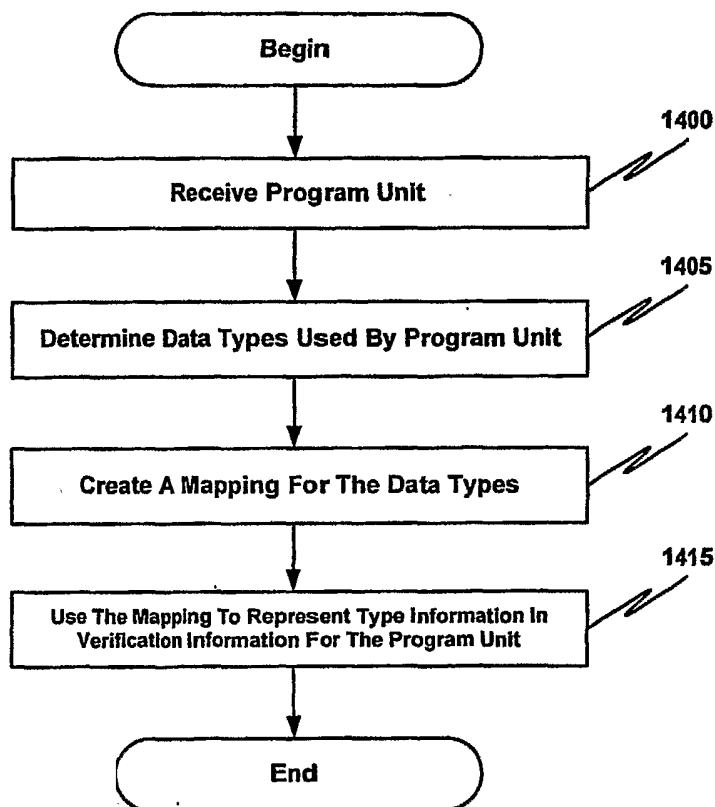 Begin
1400
Receive Program Unit
1405
Determine Data Types Used By Program Unit
1410
Create A Mapping For The Data Types
1415
Use The Mapping To Represent Type Information In
Verification Information For The Program Unit
End